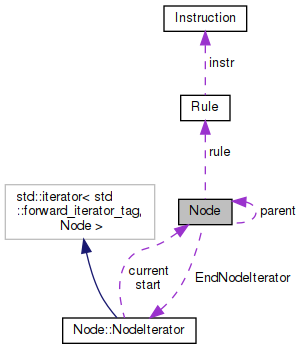 Instruction
instr
Rule
rule
std::iterator< std
::forward_iterator_tag,
Node >
Node
parent
current
start
EndNodeIterator
Node::NodeIterator